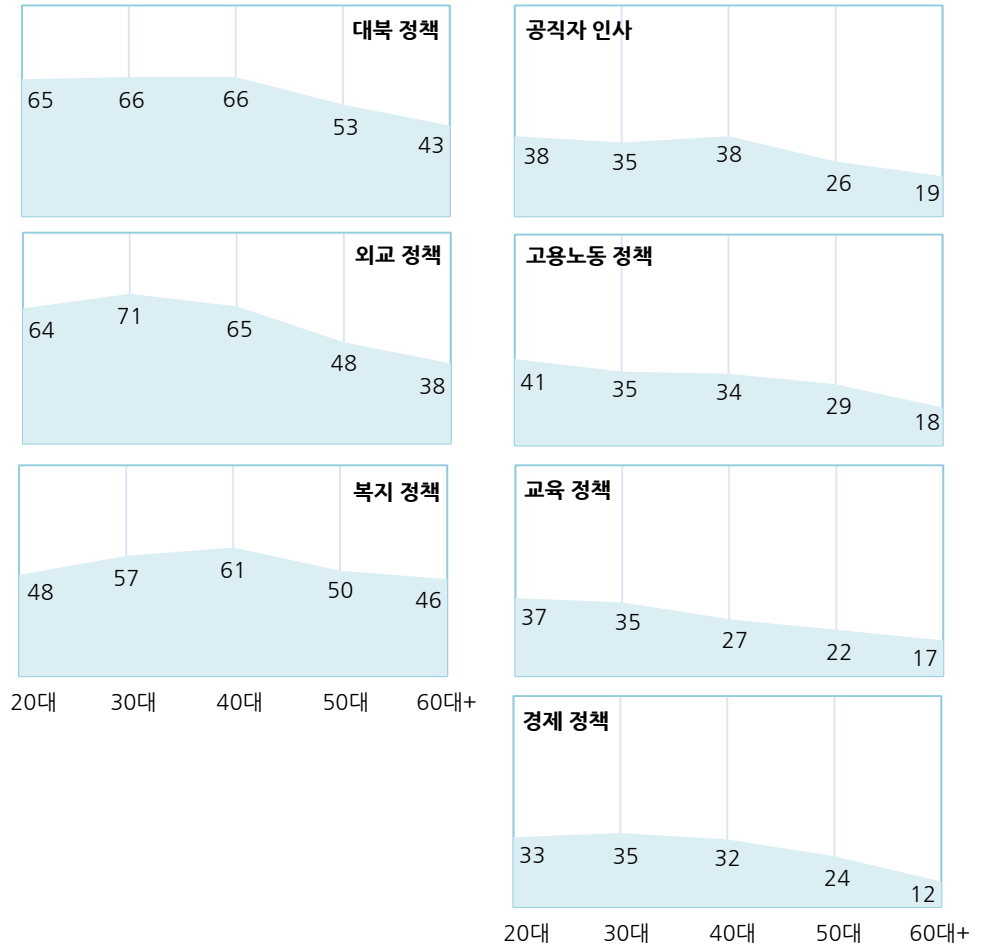 대북 정책
65 66 66 53 43
외교 정책
64 71 65 48 38
복지 정책
48 57 61 50 46
20대 30대 40대 50대 60대+
공직자 인사
38 35 38 26 19
고용노동 정책
41 35 34 29 18
교육 정책
37 35 27 22 17
경제 정책
33 35 32 24 12
20대 30대 40대 50대 60대+